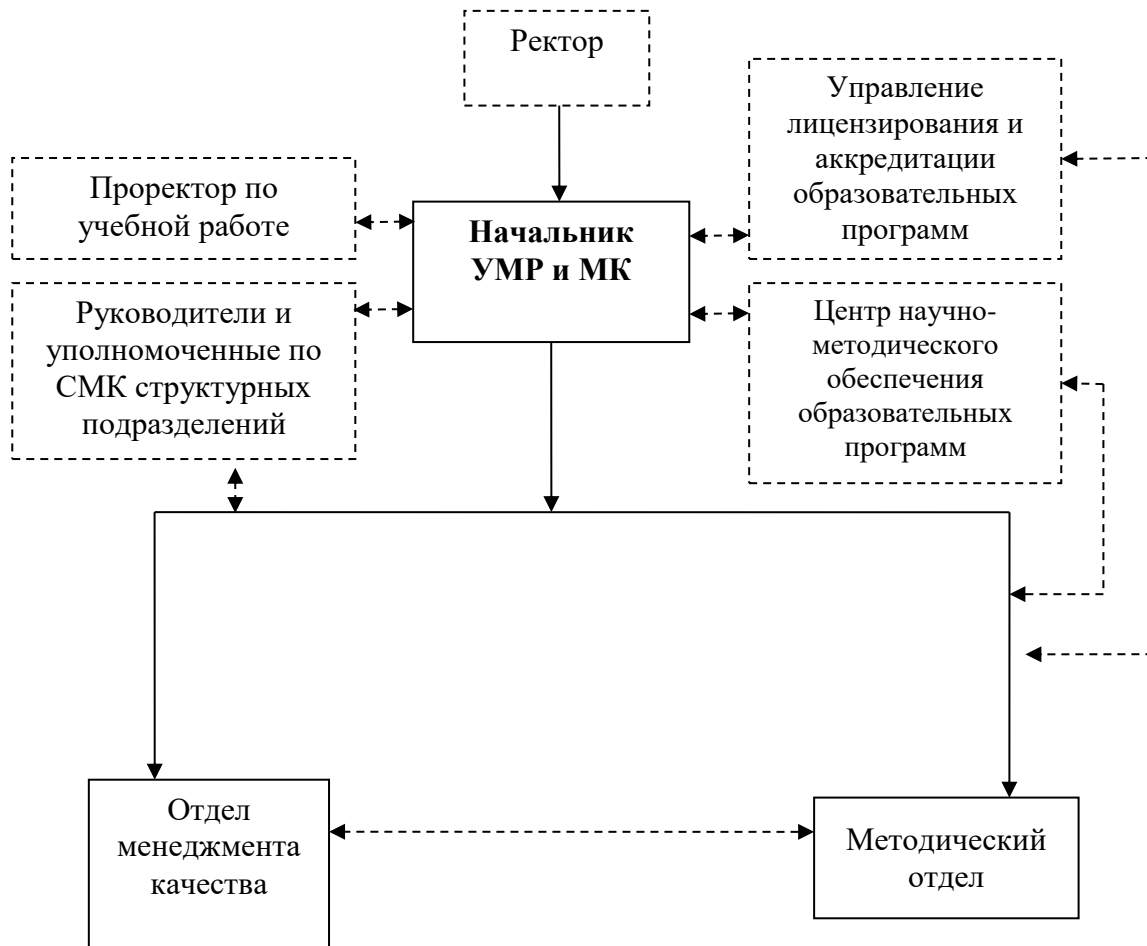 Ректор
Управление
лицензирования и
аккредитации
образовательных
программ
Проректор по
учебной работе
Начальник
УМР и МК
Руководители и
уполномоченные по
СМК структурных
подразделений
Центр научно-
методического
обеспечения
образовательных
программ
Отдел
менеджмента
качества
Методический
отдел